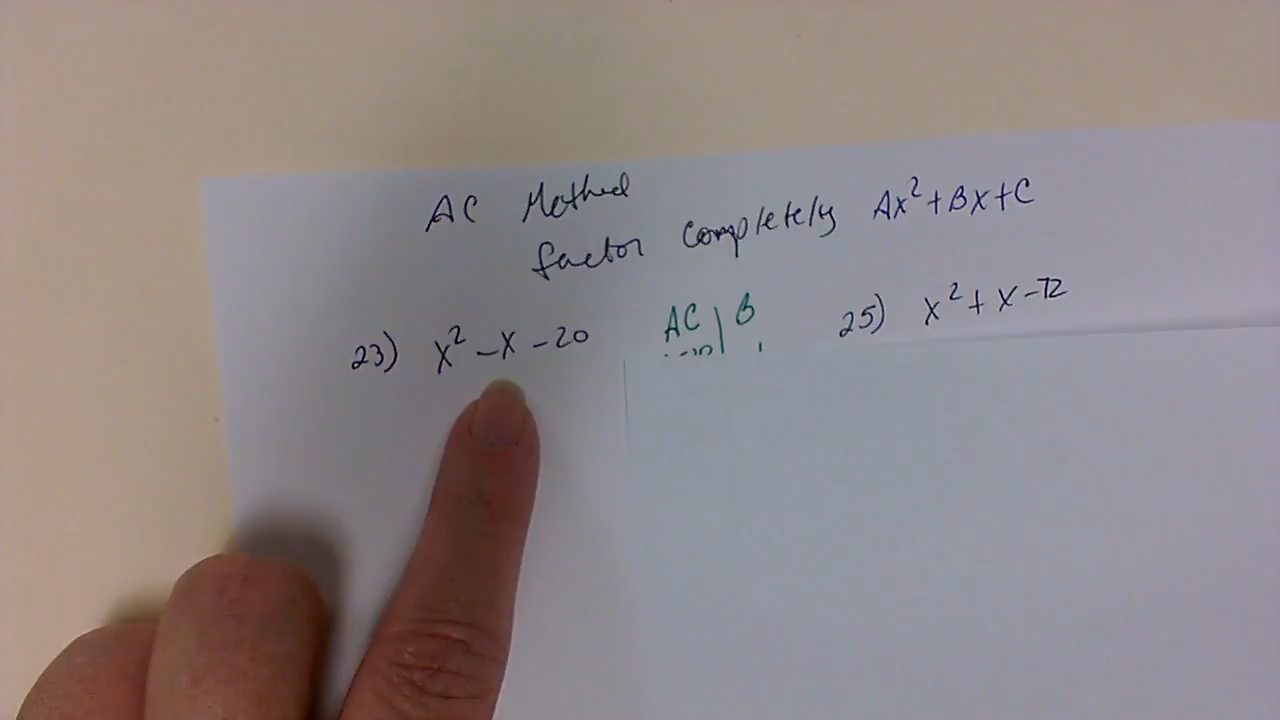 AC Method
factor completely Ax²+Bx+C
23) x² -x -20
AC | B
25) x² + x -72